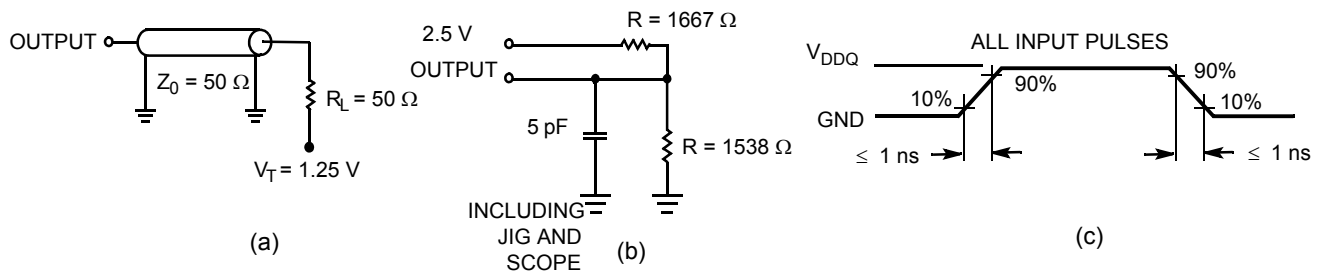 OUTPUT
Z0 = 50 Ω
RL = 50 Ω
VT = 1.25 V
(a)
R = 1667 Ω
2.5 V
OUTPUT
5 pF
R = 1538 Ω
INCLUDING
JIG AND
SCOPE
(b)
ALL INPUT PULSES
VDDQ
90%
90%
10%
10%
GND
≤ 1 ns
≤ 1 ns
(c)